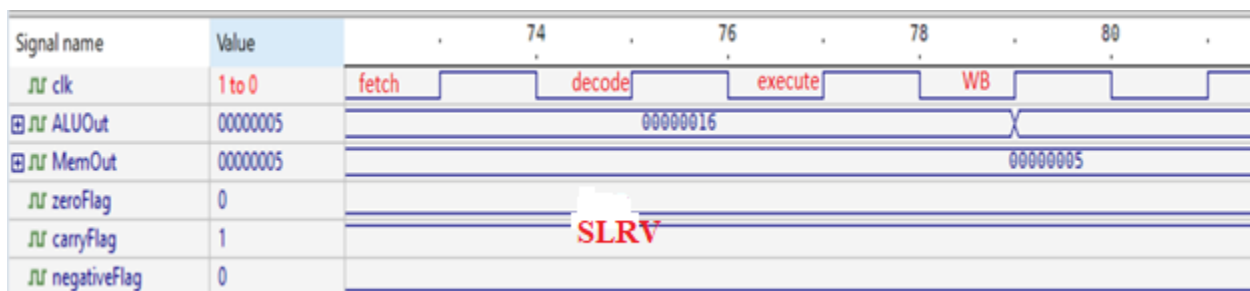 Signal name Value 74 76 78 80
clk 1 to 0 fetch decode execute WB
ALUOut 00000005 00000016
MemOut 00000005 00000005
zeroFlag 0
SLRV
carryFlag 1
negativeFlag 0